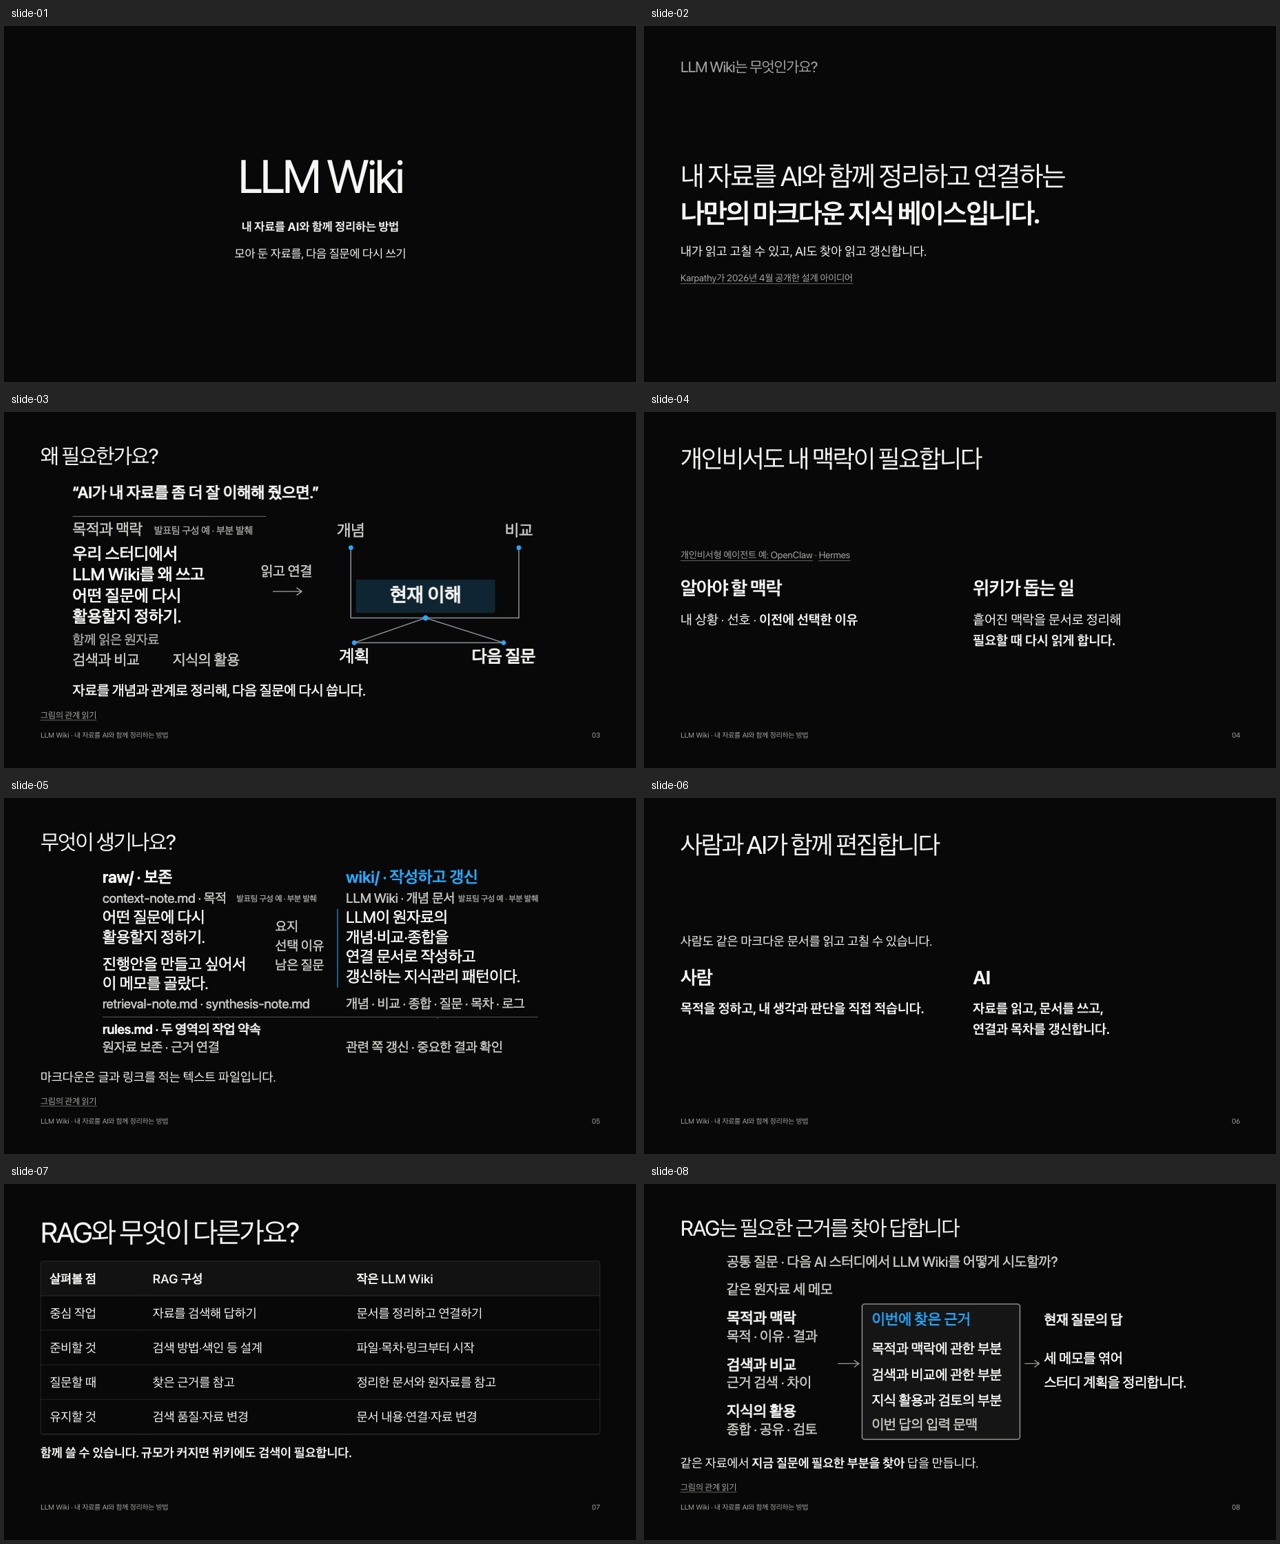 slide-01
LLM Wiki
내 자료를 AI와 함께 정리하는 방법
모아 둔 자료를, 다음 질문에 다시 쓰기
slide-02
LLM Wiki는 무엇인가요?
내 자료를 AI와 함께 정리하고 연결하는
나만의 마크다운 지식 베이스입니다.
내가 읽고 고칠 수 있고, AI도 찾아 읽고 갱신합니다.
Karpathy가 2026년 4월 공개한 설계 아이디어
slide-03
왜 필요한가요?
“AI가 내 자료를 좀 더 잘 이해해 줬으면.”
목적과 맥락 발표팀 구성 예 · 부분 발췌
우리 스터디에서
LLM Wiki를 왜 쓰고
어떤 질문에 다시
활용할지 정하기.
함께 읽은 원자료
검색과 비교 지식의 활용
읽고 연결
개념 비교
현재 이해
계획 다음 질문
자료를 개념과 관계로 정리해, 다음 질문에 다시 씁니다.
그림의 관계 읽기
LLM Wiki · 내 자료를 AI와 함께 정리하는 방법 03
slide-04
개인비서도 내 맥락이 필요합니다
개인비서형 에이전트 예: OpenClaw · Hermes
알아야 할 맥락
내 상황 · 선호 · 이전에 선택한 이유
위키가 돕는 일
흩어진 맥락을 문서로 정리해
필요할 때 다시 읽게 합니다.
LLM Wiki · 내 자료를 AI와 함께 정리하는 방법 04
slide-05
무엇이 생기나요?
raw/ · 보존
context-note.md · 목적 발표팀 구성 예 · 부분 발췌
어떤 질문에 다시
활용할지 정하기.
진행안을 만들고 싶어서
이 메모를 골랐다.
retrieval-note.md · synthesis-note.md
요지
선택 이유
남은 질문
wiki/ · 작성하고 갱신
LLM Wiki · 개념 문서 발표팀 구성 예 · 부분 발췌
LLM이 원자료의
개념·비교·종합을
연결 문서로 작성하고
갱신하는 지식관리 패턴이다.
개념 · 비교 · 종합 · 질문 · 목차 · 로그
rules.md · 두 영역의 작업 약속
원자료 보존 · 근거 연결 관련 쪽 갱신 · 중요한 결과 확인
마크다운은 글과 링크를 적는 텍스트 파일입니다.
그림의 관계 읽기
LLM Wiki · 내 자료를 AI와 함께 정리하는 방법 05
slide-06
사람과 AI가 함께 편집합니다
사람도 같은 마크다운 문서를 읽고 고칠 수 있습니다.
사람
목적을 정하고, 내 생각과 판단을 직접 적습니다.
AI
자료를 읽고, 문서를 쓰고,
연결과 목차를 갱신합니다.
LLM Wiki · 내 자료를 AI와 함께 정리하는 방법 06
slide-07
RAG와 무엇이 다른가요?
살펴볼 점 RAG 구성 작은 LLM Wiki
중심 작업 자료를 검색해 답하기 문서를 정리하고 연결하기
준비할 것 검색 방법·색인 등 설계 파일·목차·링크부터 시작
질문할 때 찾은 근거를 참고 정리한 문서와 원자료를 참고
유지할 것 검색 품질·자료 변경 문서 내용·연결·자료 변경
함께 쓸 수 있습니다. 규모가 커지면 위키에도 검색이 필요합니다.
LLM Wiki · 내 자료를 AI와 함께 정리하는 방법 07
slide-08
RAG는 필요한 근거를 찾아 답합니다
공통 질문 · 다음 AI 스터디에서 LLM Wiki를 어떻게 시도할까?
같은 원자료 세 메모
목적과 맥락
목적 · 이유 · 결과
검색과 비교
근거 검색 · 차이
지식의 활용
종합 · 공유 · 검토
이번에 찾은 근거
목적과 맥락에 관한 부분
검색과 비교에 관한 부분
지식 활용과 검토의 부분
이번 답의 입력 문맥
현재 질문의 답
세 메모를 엮어
스터디 계획을 정리합니다.
같은 자료에서 지금 질문에 필요한 부분을 찾아 답을 만듭니다.
그림의 관계 읽기
LLM Wiki · 내 자료를 AI와 함께 정리하는 방법 08